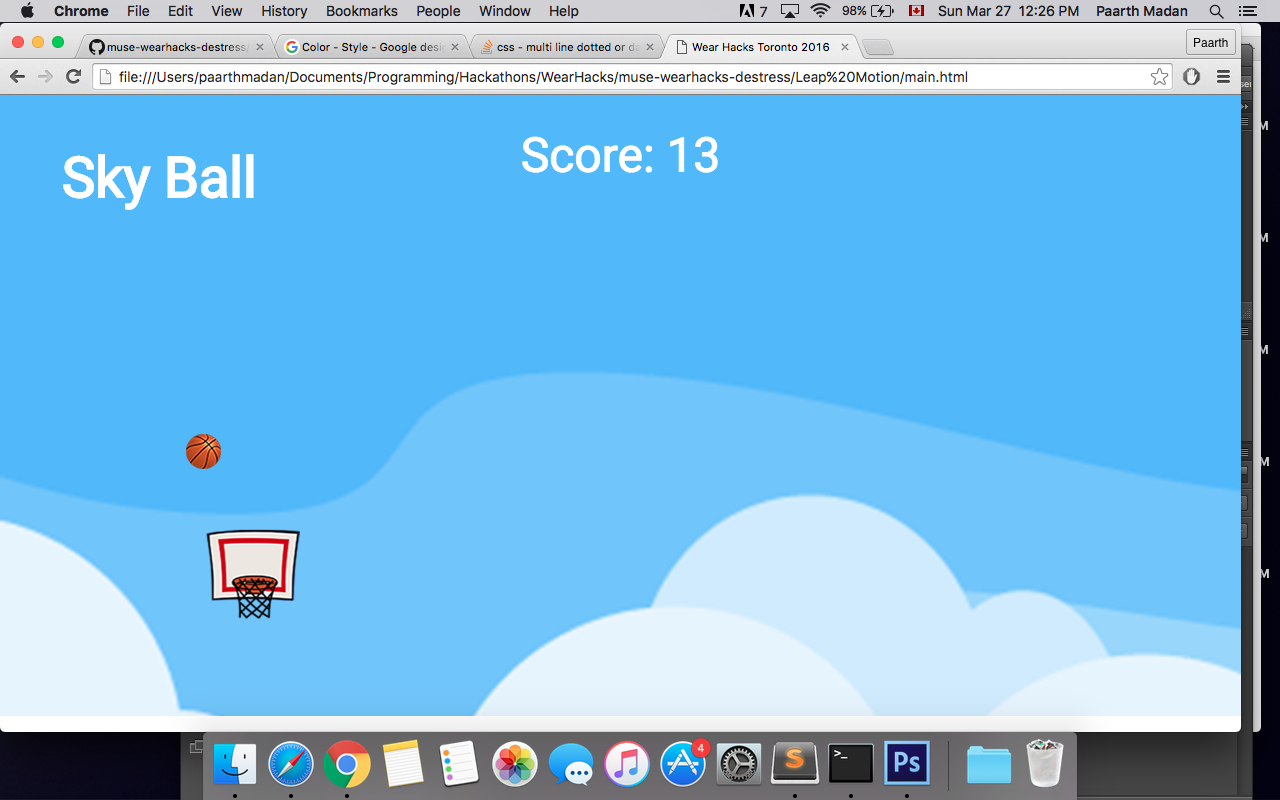 Chrome File Edit View History Bookmarks People Window Help 7 98% Sun Mar 27 12:26 PM Paarth Madan
muse-wearhacks-destress Color - Style - Google desi css - multi line dotted or da Wear Hacks Toronto 2016 Paarth
file:///Users/paarthmadan/Documents/Programming/Hackathons/WearHacks/muse-wearhacks-destress/Leap%20Motion/main.html
Score: 13
Sky Ball
4
S
>_
Ps